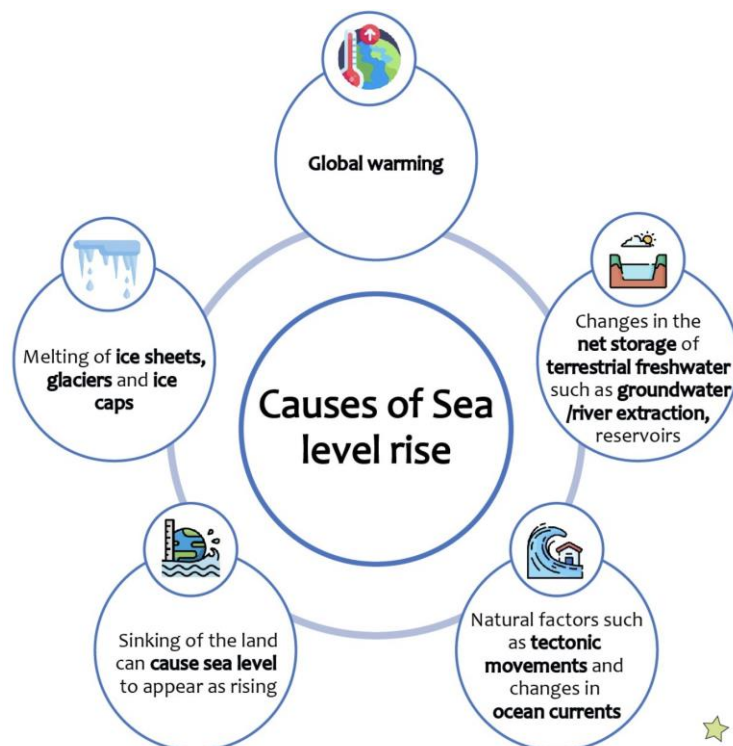 Causes of Sea
level rise
Global warming
Changes in the
net storage of
terrestrial freshwater
such as groundwater
/river extraction,
reservoirs
Natural factors such
as tectonic
movements and
changes in
ocean currents
Sinking of the land
can cause sea level
to appear as rising
Melting of ice sheets,
glaciers and ice
caps